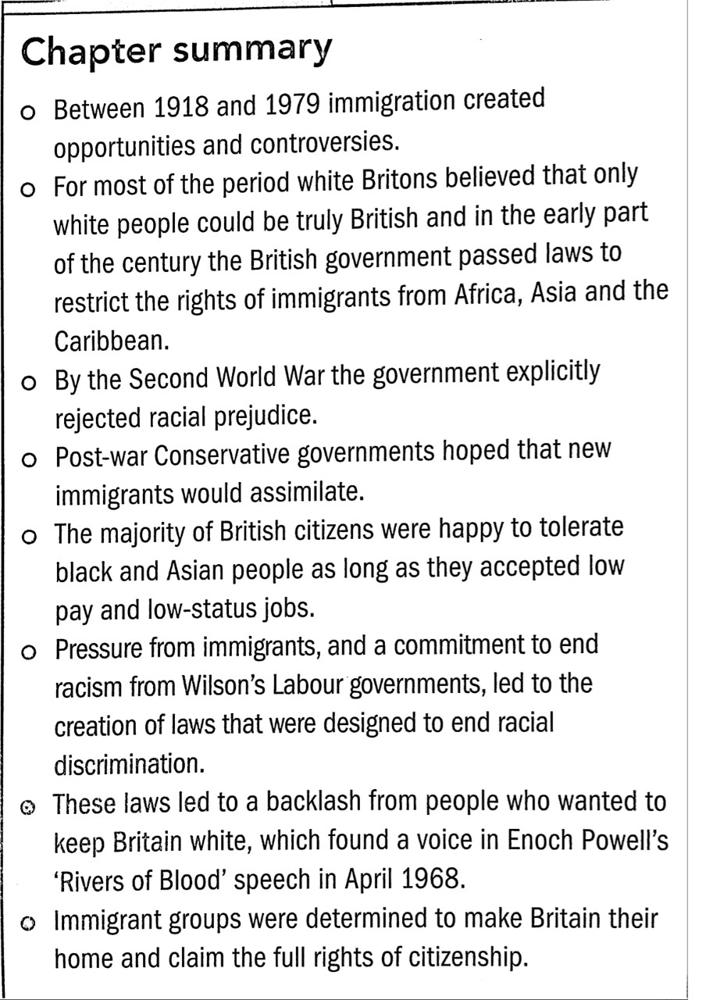 Chapter summary
o Between 1918 and 1979 immigration created
opportunities and controversies.
o For most of the period white Britons believed that only
white people could be truly British and in the early part
of the century the British government passed laws to
restrict the rights of immigrants from Africa, Asia and the
Caribbean.
o By the Second World War the government explicitly
rejected racial prejudice.
o Post-war Conservative governments hoped that new
immigrants would assimilate.
o The majority of British citizens were happy to tolerate
black and Asian people as long as they accepted low
pay and low-status jobs.
o Pressure from immigrants, and a commitment to end
racism from Wilson's Labour governments, led to the
creation of laws that were designed to end racial
discrimination.
o These laws led to a backlash from people who wanted to
keep Britain white, which found a voice in Enoch Powell's
‘Rivers of Blood’ speech in April 1968.
o Immigrant groups were determined to make Britain their
home and claim the full rights of citizenship.